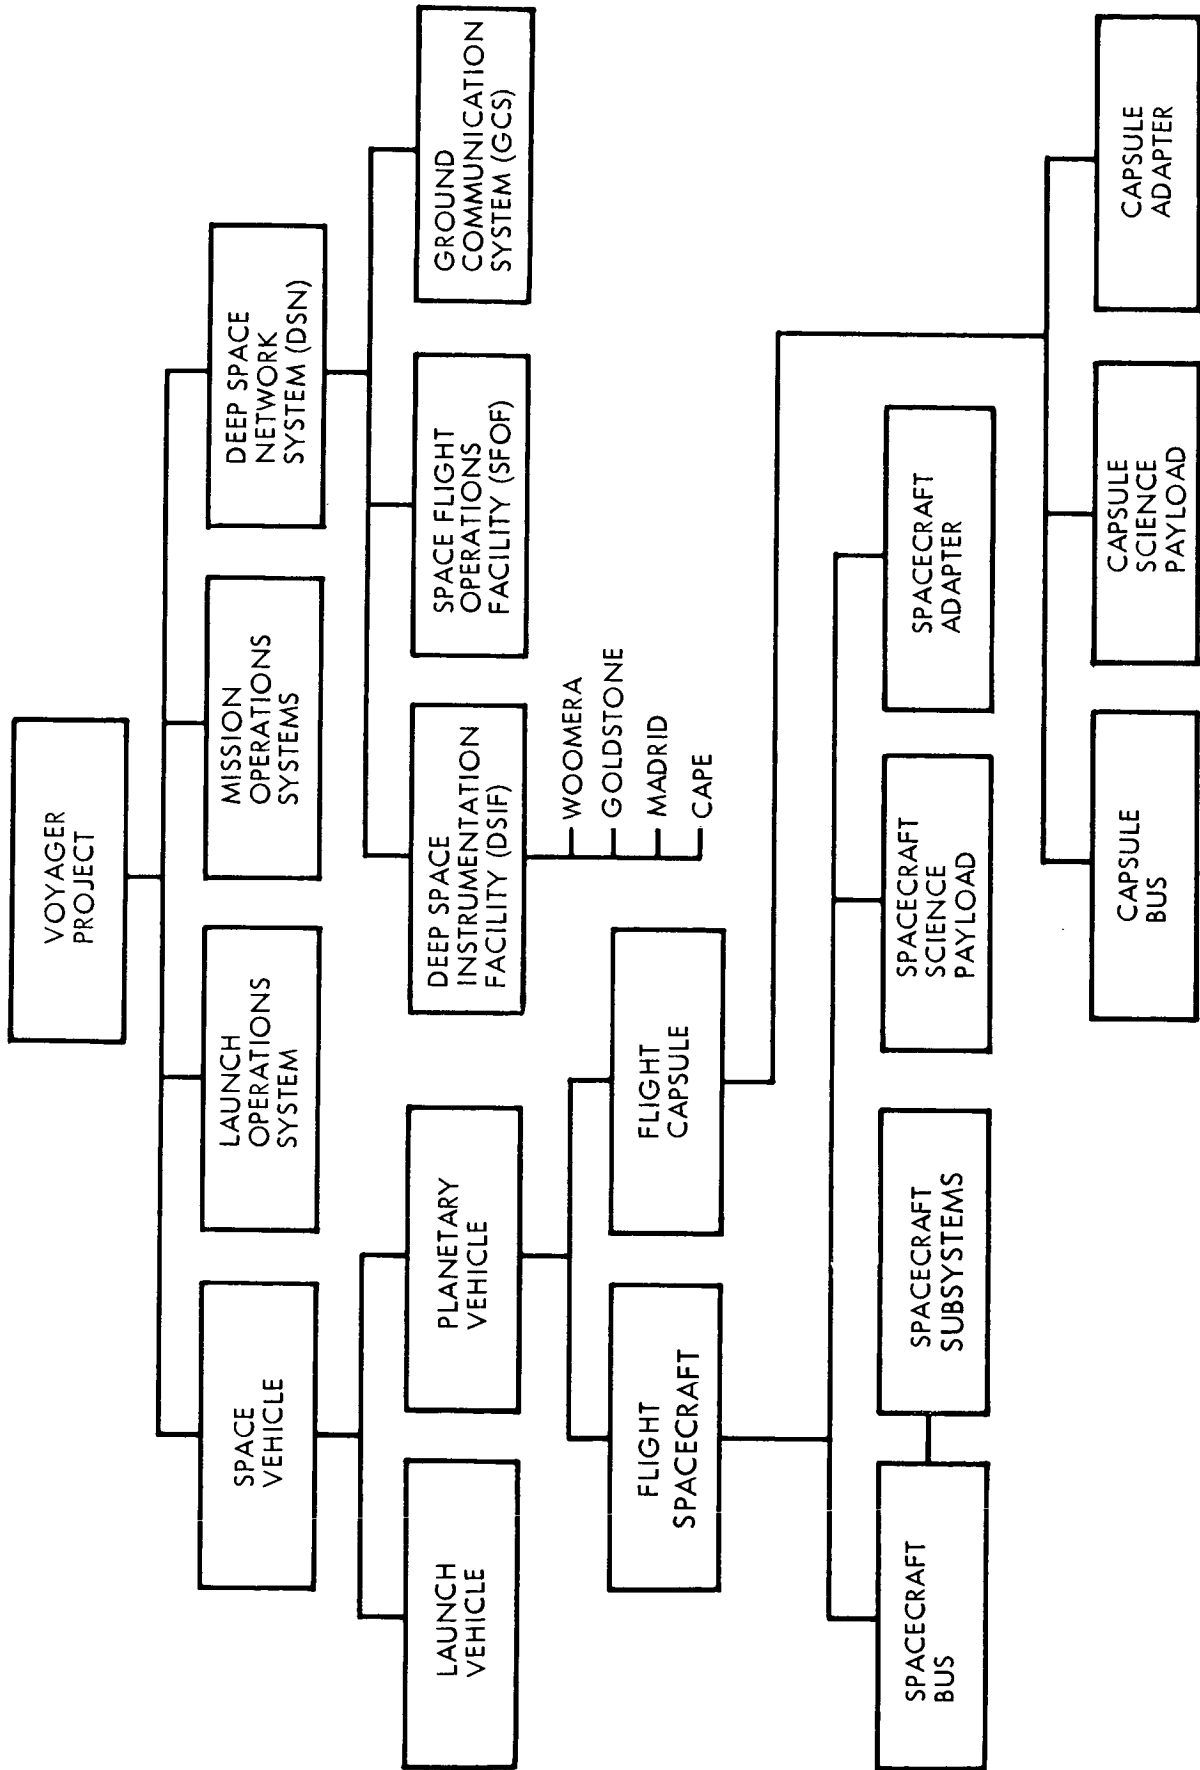 VOYAGER
PROJECT
SPACE
VEHICLE
LAUNCH
OPERATIONS
SYSTEM
MISSION
OPERATIONS
SYSTEMS
DEEP SPACE
NETWORK
SYSTEM (DSN)
LAUNCH
VEHICLE
PLANETARY
VEHICLE
DEEP SPACE
INSTRUMENTATION
FACILITY (DSIF)
SPACE FLIGHT
OPERATIONS
FACILITY (SFOF)
GROUND
COMMUNICATION
SYSTEM (GCS)
WOOMERA
GOLDSTONE
MADRID
CAPE
FLIGHT
SPACECRAFT
FLIGHT
CAPSULE
SPACECRAFT
BUS
SPACECRAFT
SUBSYSTEMS
SPACECRAFT
SCIENCE
PAYLOAD
SPACECRAFT
ADAPTER
CAPSULE
BUS
CAPSULE
SCIENCE
PAYLOAD
CAPSULE
ADAPTER